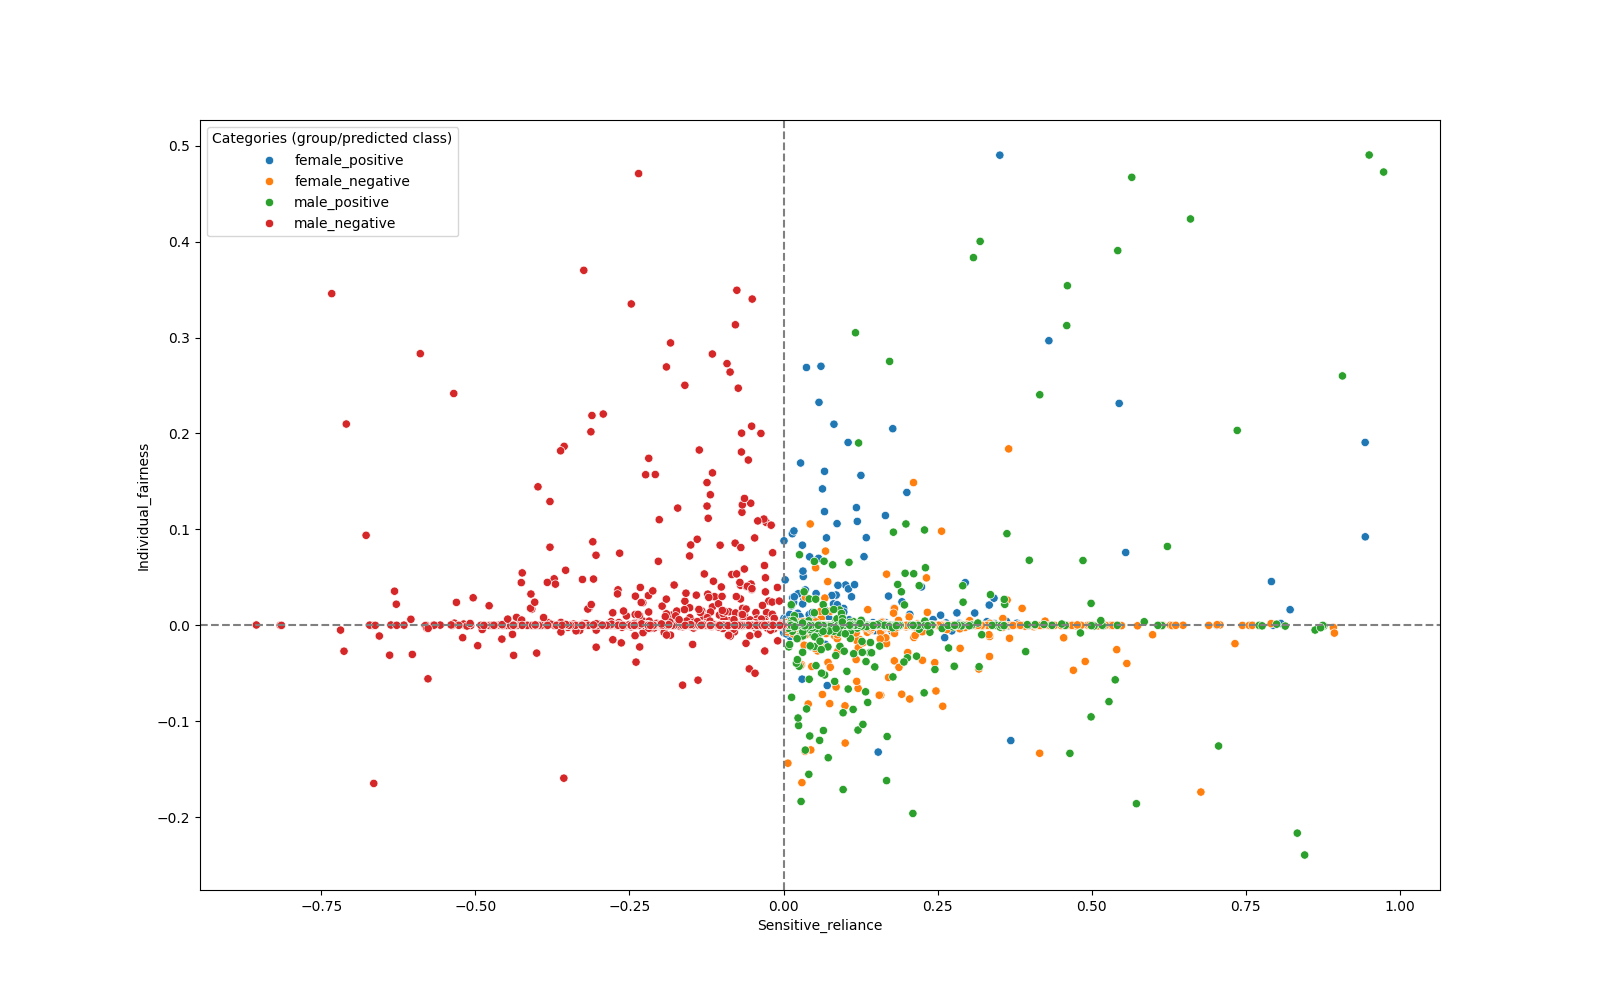 Categories (group/predicted class)
female_positive
female_negative
male_positive
male_negative
0.5
0.4
0.3
0.2
0.1
0.0
−0.1
−0.2
Individual_fairness
−0.75
−0.50
−0.25
0.00
0.25
0.50
0.75
1.00
Sensitive_reliance